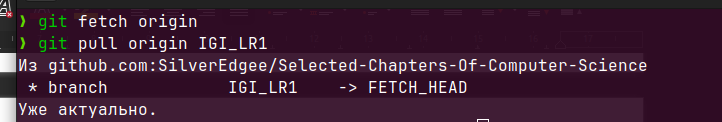 ❯ git fetch origin
❯ git pull origin IGI_LR1
Из github.com:SilverEdgee/Selected-Chapters-Of-Computer-Science
 * branch            IGI_LR1    -> FETCH_HEAD
Уже актуально.